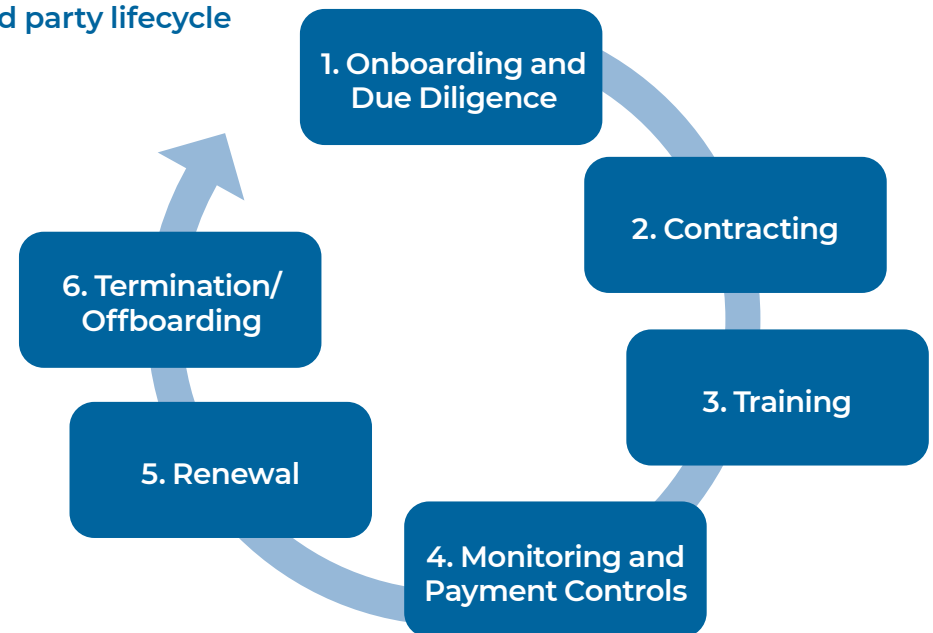 d party lifecycle
1. Onboarding and
Due Diligence
2. Contracting
3. Training
4. Monitoring and
Payment Controls
5. Renewal
6. Termination/
Offboarding